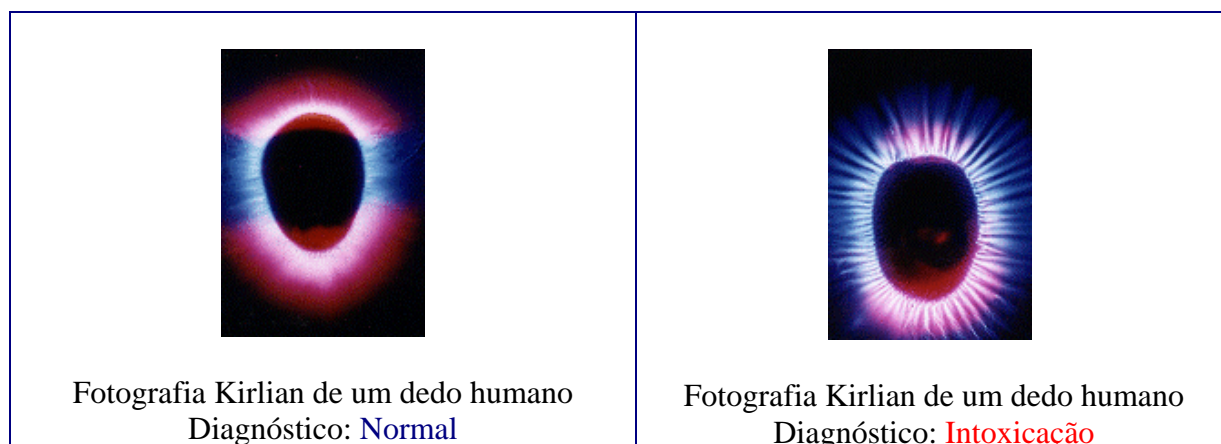 Fotografia Kirlian de um dedo humano
Diagnóstico: Normal
Fotografia Kirlian de um dedo humano
Diagnóstico: Intoxicação